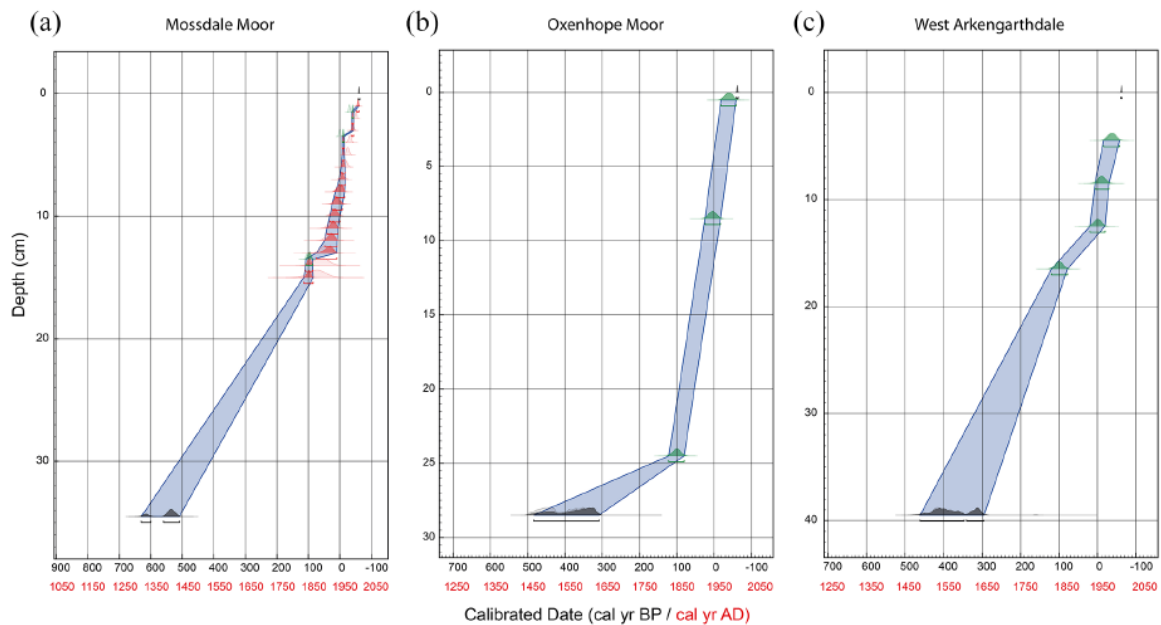 (a) Mossdale Moor
(b) Oxenhope Moor
(c) West Arkengarthdale
Depth (cm)
0
10
20
30
0
5
10
15
20
25
30
0
10
20
30
40
900 800 700 600 500 400 300 200 100 0 -100
1050 1150 1250 1350 1450 1550 1650 1750 1850 1950 2050
700 600 500 400 300 200 100 0 -100
1250 1350 1450 1550 1650 1750 1850 1950 2050
700 600 500 400 300 200 100 0 -100
1250 1350 1450 1550 1650 1750 1850 1950 2050
Calibrated Date (cal yr BP / cal yr AD)